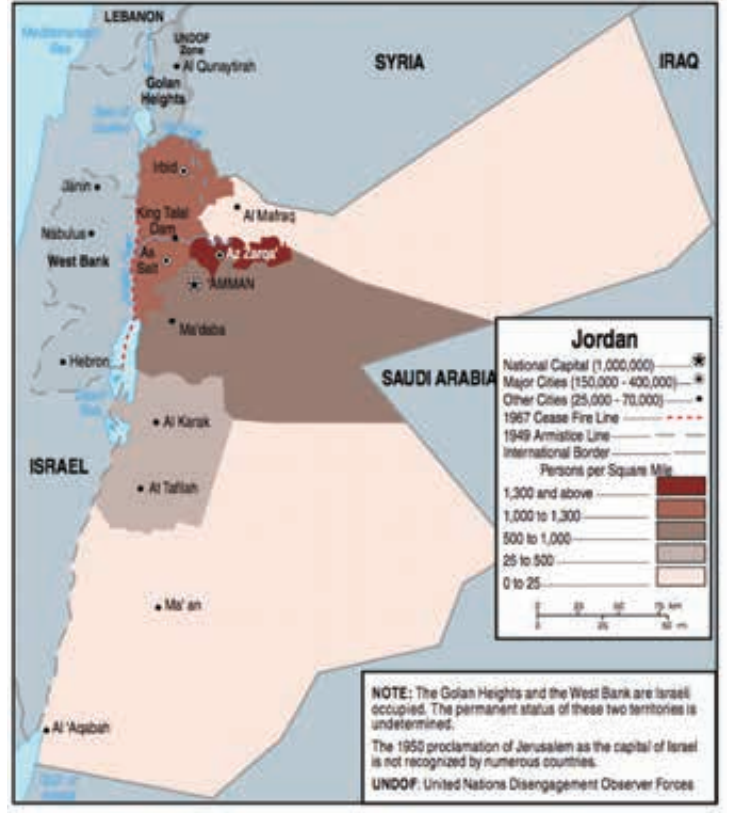 LEBANON
Mediterranean
Sea
UNDOF
Zone
Al Qunaytirah
SYRIA
IRAQ
Golan
Heights
Irbid
Janin
King Talal
Dam
Al Mafraq
Nabulus
As
Salt
Az Zarqa'
West Bank
'AMMAN
Ma'daba
Hebron
SAUDI ARABIA
Al Karak
ISRAEL
At Tafilah
Ma' an
Al 'Aqabah
Jordan
National Capital (1,000,000)
Major Cities (150,000 - 400,000)
Other Cities (25,000 - 70,000)
1967 Cease Fire Line
1949 Armistice Line
International Border
Persons per Square Mile
1,300 and above
1,000 to 1,300
500 to 1,000
25 to 500
0 to 25
NOTE: The Golan Heights and the West Bank are Israeli
occupied. The permanent status of these two territories is
undetermined.
The 1950 proclamation of Jerusalem as the capital of Israel
is not recognized by numerous countries.
UNDOF: United Nations Disengagement Observer Forces